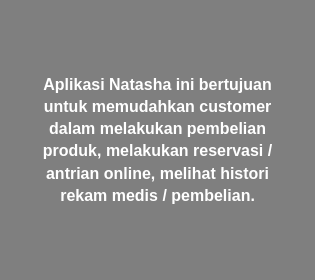 Aplikasi Natasha ini bertujuan
untuk memudahkan customer
dalam melakukan pembelian
produk, melakukan reservasi /
antrian online, melihat histori
rekam medis / pembelian.